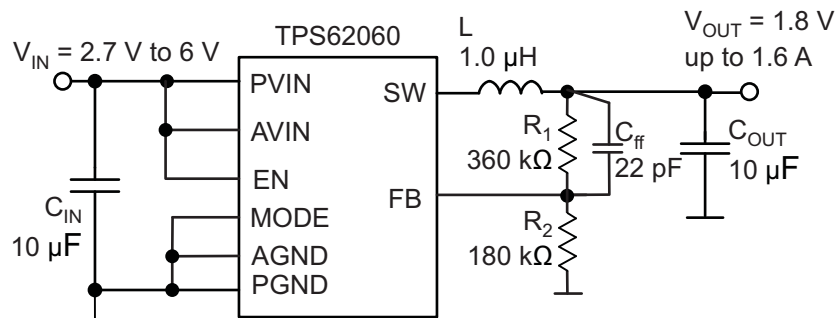 TPS62060
V_IN = 2.7 V to 6 V
PVIN
AVIN
EN
MODE
AGND
PGND
SW
FB
C_IN
10 µF
L
1.0 µH
R_1
360 kΩ
C_ff
22 pF
R_2
180 kΩ
V_OUT = 1.8 V
up to 1.6 A
C_OUT
10 µF